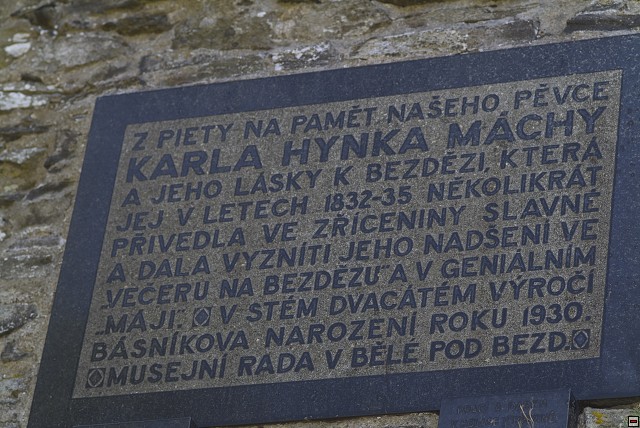 Z PIETY NA PAMĚT NAŠEHO PĚVCE
KARLA HYNKA MÁCHY
A JEHO LÁSKY K BEZDĚZI, KTERÁ
JEJ V LETECH 1832-35 NĚKOLIKRÁT
PŘIVEDLA VE ZŘÍCENINY SLAVNÉ
A DALA VYZNÍTI JEHO NADŠENÍ VE
„VEČERU NA BEZDĚZU" A V GENIÁLNÍM
„MÁJI". V STÉM DVACÁTÉM VÝROČÍ
BÁSNÍKOVA NAROZENÍ ROKU 1930.
MUSEJNÍ RADA V BĚLÉ POD BEZD.